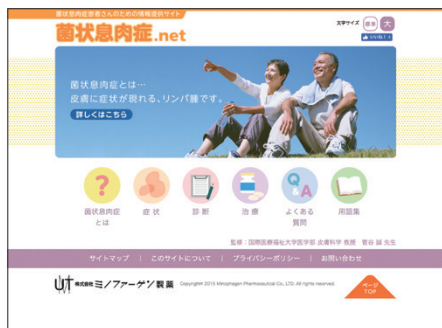 菌状息肉症患者さんのための情報提供サイト
菌状息肉症.net
文字サイズ 標準 大
いいね！
菌状息肉症とは…
皮膚に症状が現れる、リンパ腫です。
詳しくはこちら
?
Q&A
菌状息肉症とは
症状
診断
治療
よくある質問
用語集
監修：国際医療福祉大学医学部 皮膚科学 教授 菅谷 誠 先生
サイトマップ | このサイトについて | プライバシーポリシー | お問い合わせ
株式会社 ミノファーゲン製薬
Copyright© 2015 Minophagen Pharmaceutical Co., LTD. All rights reserved.
ページ
TOP